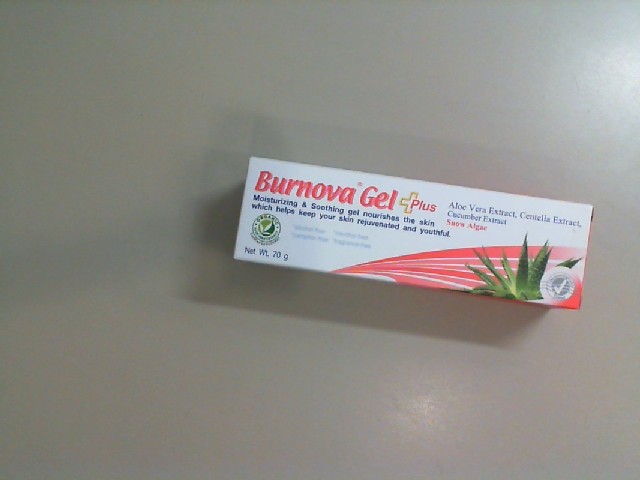 Burnova® Gel Plus
Moisturizing & Soothing gel nourishes the skin
which helps keep your skin rejuvenated and youthful.
Aloe Vera Extract, Centella Extract,
Cucumber Extract
Snow Algae
ORGANIC
Net Wt. 70 g